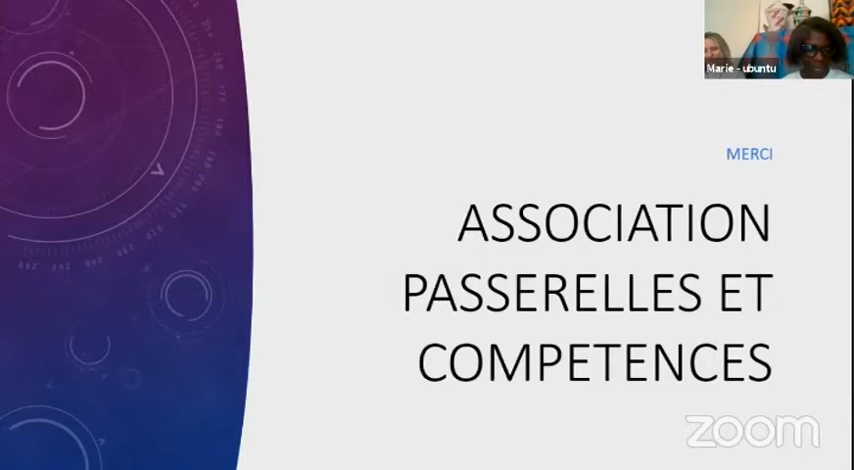 Marie - ubuntu
MERCI
ASSOCIATION
PASSERELLES ET
COMPETENCES
zoom